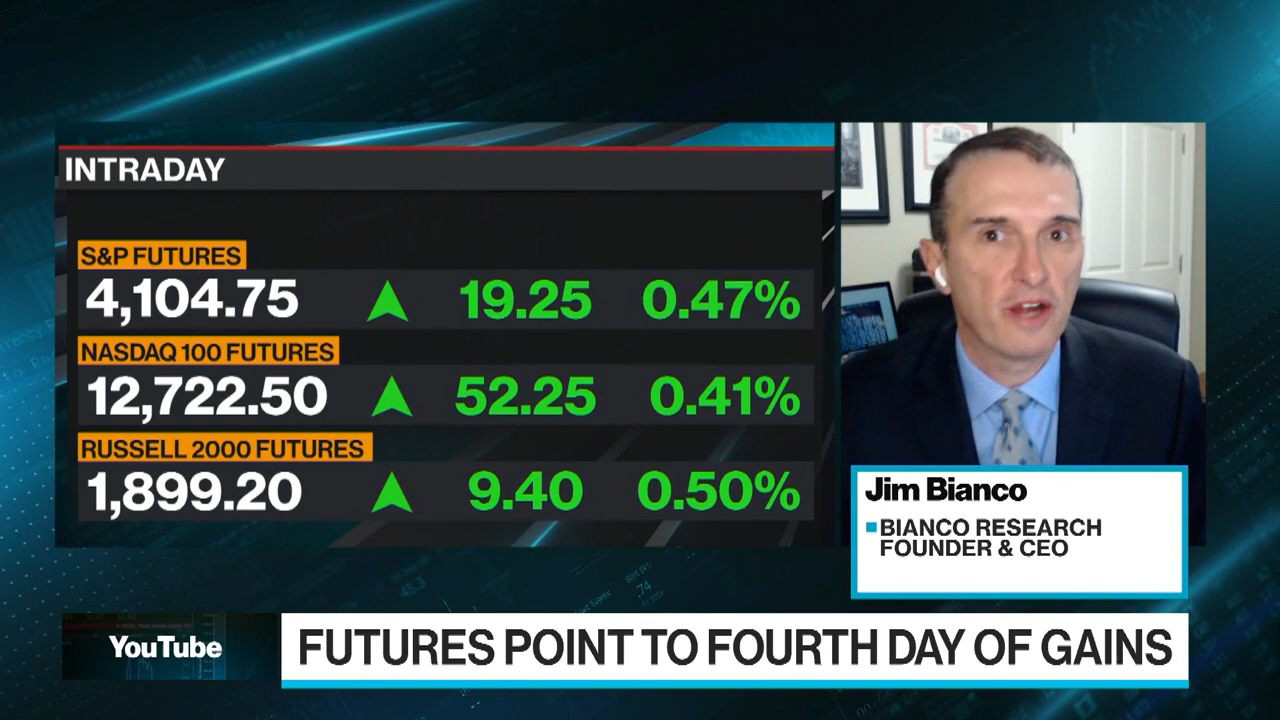 INTRADAY
S&P FUTURES
4,104.75 ▲ 19.25 0.47%
NASDAQ 100 FUTURES
12,722.50 ▲ 52.25 0.41%
RUSSELL 2000 FUTURES
1,899.20 ▲ 9.40 0.50%
Jim Bianco
BIANCO RESEARCH
FOUNDER & CEO
YouTube
FUTURES POINT TO FOURTH DAY OF GAINS